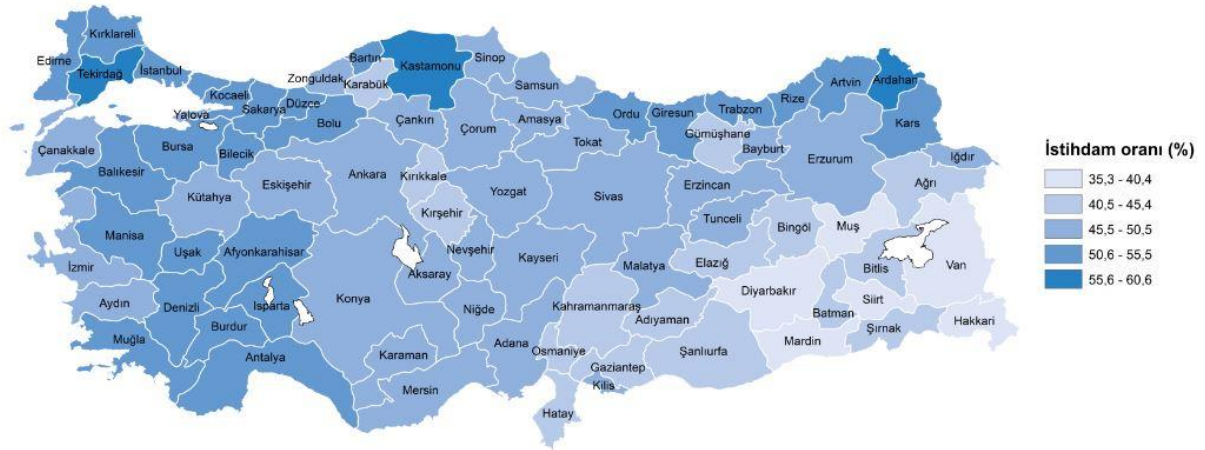 Kırklareli
Edirne
Tekirdağ
İstanbul
Kocaeli
Yalova
Sakarya
Düzce
Zonguldak
Bartın
Karabük
Kastamonu
Sinop
Samsun
Çankırı
Çorum
Amasya
Tokat
Ordu
Giresun
Trabzon
Rize
Artvin
Ardahan
Kars
Gümüşhane
Bayburt
Erzurum
Iğdır
Ağrı
Çanakkale
Balıkesir
Bursa
Bilecik
Bolu
Kütahya
Eskişehir
Ankara
Kırıkkale
Kırşehir
Yozgat
Sivas
Erzincan
Tunceli
Bingöl
Muş
Bitlis
Van
Manisa
Uşak
Afyonkarahisar
İzmir
Aydın
Denizli
Isparta
Burdur
Muğla
Antalya
Konya
Aksaray
Nevşehir
Kayseri
Niğde
Karaman
Mersin
Adana
Malatya
Elazığ
Kahramanmaraş
Adıyaman
Osmaniye
Gaziantep
Kilis
Hatay
Şanlıurfa
Diyarbakır
Mardin
Batman
Siirt
Şırnak
Hakkari
İstihdam oranı (%)
35,3 - 40,4
40,5 - 45,4
45,5 - 50,5
50,6 - 55,5
55,6 - 60,6